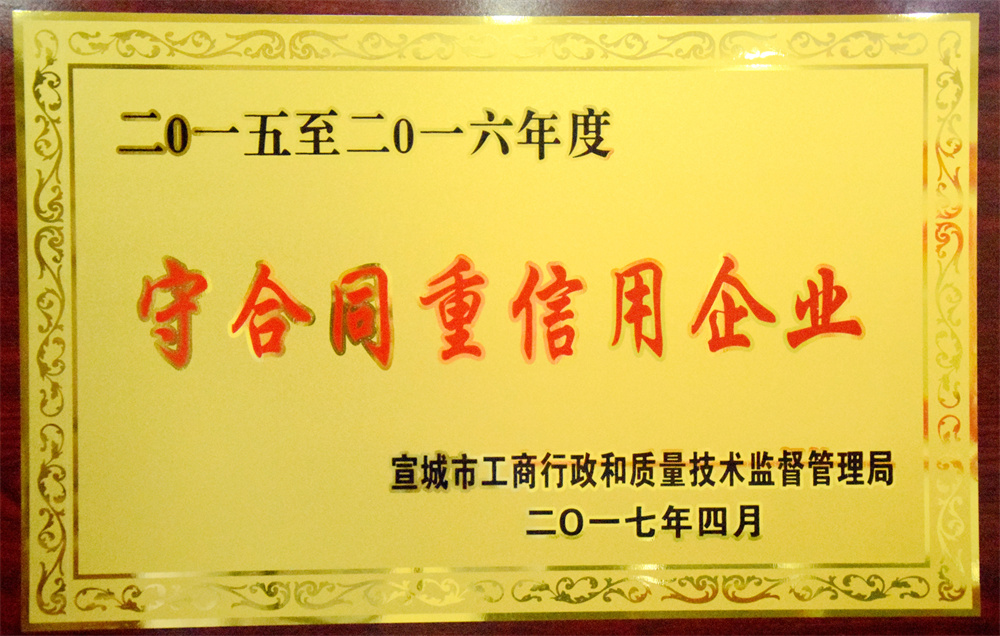 二0一五至二0一六年度
守合同重信用企业
宣城市工商行政和质量技术监督管理局
二O一七年四月